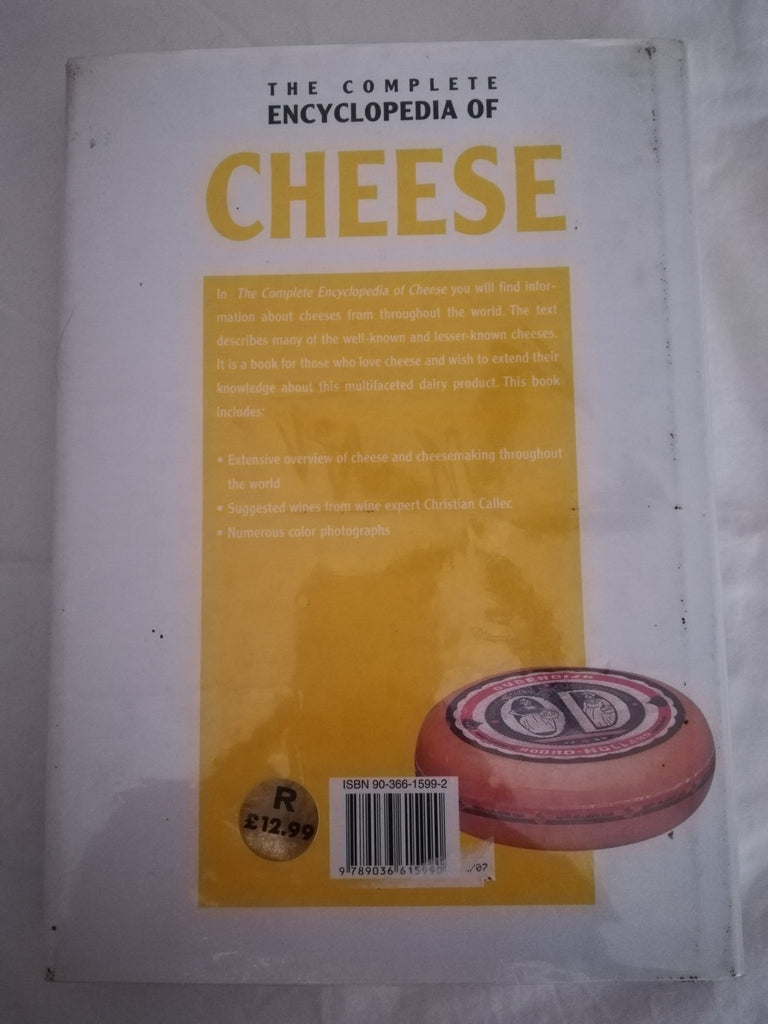 THE COMPLETE
ENCYCLOPEDIA OF
CHEESE
In The Complete Encyclopedia of Cheese you will find infor-
mation about cheeses from throughout the world. The text
describes many of the well-known and lesser-known cheeses.
It is a book for those who love cheese and wish to extend their
knowledge about this multifaceted dairy product. This book
includes:
• Extensive overview of cheese and cheesemaking throughout
the world
• Suggested wines from wine expert Christian Callec
• Numerous color photographs
OUDENDIJK
OD
NOORD-HOLLAND
R
£12.99
ISBN 90-366-1599-2
9 789036 615990
/07